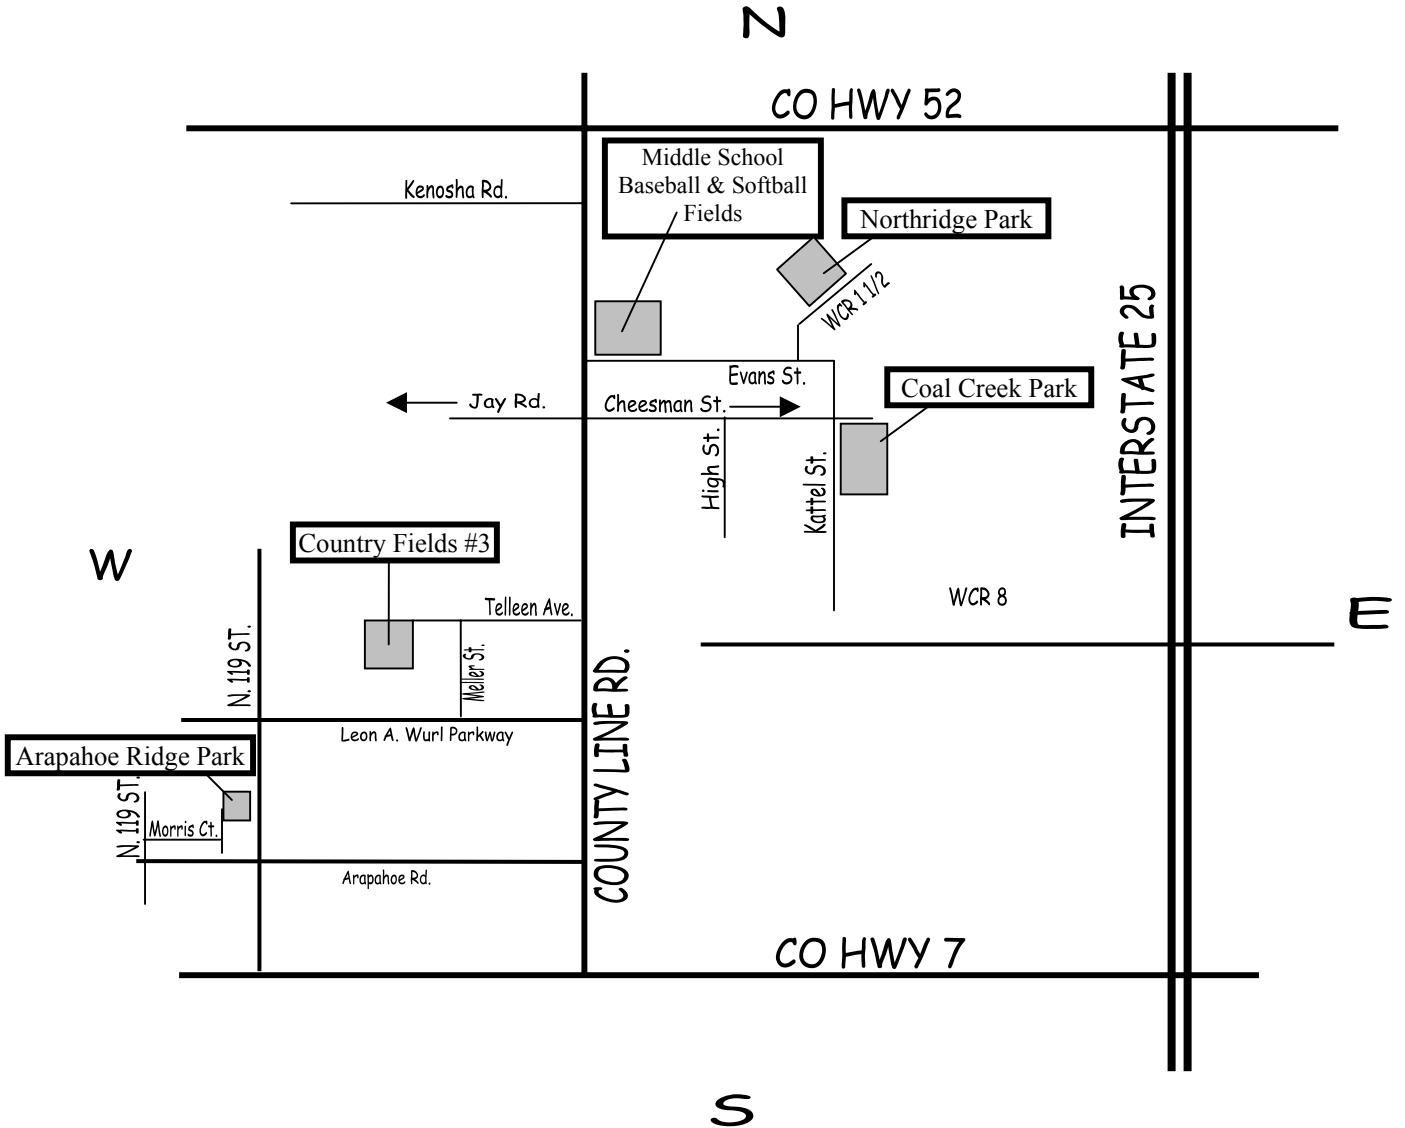 N
CO HWY 52
Middle School
Baseball & Softball
Fields
Kenosha Rd.
Northridge Park
WCR 1 1/2
INTERSTATE 25
Evans St.
Coal Creek Park
Jay Rd.
Cheesman St.
High St.
Kattel St.
Country Fields #3
W
WCR 8
E
Telleen Ave.
N. 119 ST.
Meller St.
COUNTY LINE RD.
Leon A. Wurl Parkway
Arapahoe Ridge Park
N. 119 ST.
Morris Ct.
Arapahoe Rd.
CO HWY 7
S